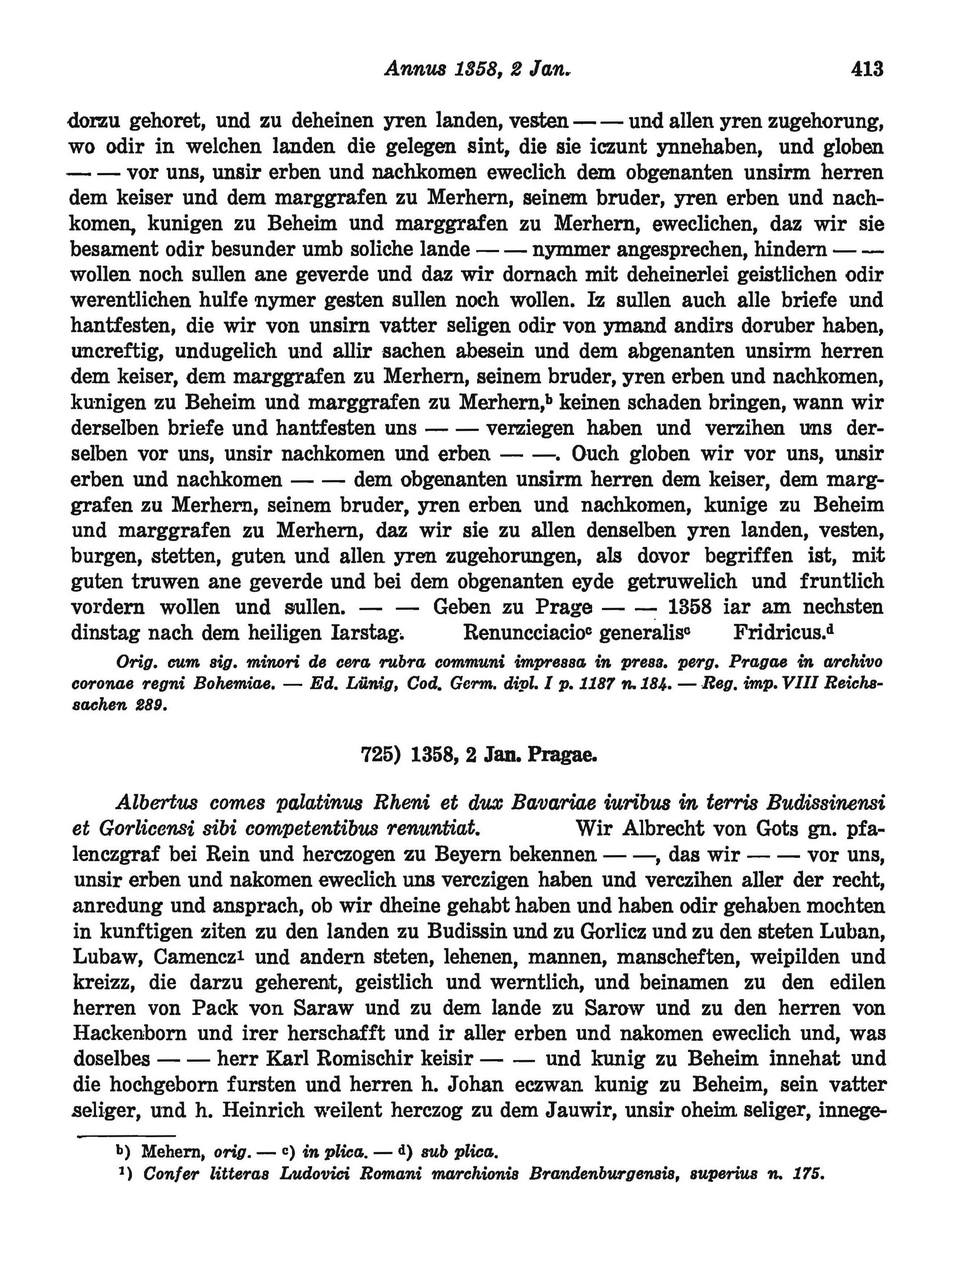 Annus 1358, 2 Jan. 413
dorzu gehoret, und zu deheinen yren landen, vesten — — und allen yren zugehorung,
wo odir in welchen landen die gelegen sint, die sie iczunt ynnehaben, und globen
— — vor uns, unsir erben und nachkomen eweclich dem obgenanten unsirm herren
dem keiser und dem marggrafen zu Merhern, seinem bruder, yren erben und nach-
komen, kunigen zu Beheim und marggrafen zu Merhern, eweclichen, daz wir sie
besament odir besunder umb soliche lande — — nymmer angesprechen, hindern — —
wollen noch sullen ane geverde und daz wir dornach mit deheinerlei geistlichen odir
werentlichen hulfe nymer gesten sullen noch wollen. Iz sullen auch alle briefe und
hantfesten, die wir von unsirn vatter seligen odir von ymand andirs doruber haben,
uncreftig, undugelich und allir sachen abesein und dem abgenanten unsirm herren
dem keiser, dem marggrafen zu Merhern, seinem bruder, yren erben und nachkomen,
kunigen zu Beheim und marggrafen zu Merhern,ᵇ keinen schaden bringen, wann wir
derselben briefe und hantfesten uns — — verziegen haben und verzihen uns der-
selben vor uns, unsir nachkomen und erben — —. Ouch globen wir vor uns, unsir
erben und nachkomen — — dem obgenanten unsirm herren dem keiser, dem marg-
grafen zu Merhern, seinem bruder, yren erben und nachkomen, kunige zu Beheim
und marggrafen zu Merhern, daz wir sie zu allen denselben yren landen, vesten,
burgen, stetten, guten und allen yren zugehorungen, als dovor begriffen ist, mit
guten truwen ane geverde und bei dem obgenanten eyde getruwelich und fruntlich
vordern wollen und sullen. — — Geben zu Prage — — 1358 iar am nechsten
dinstag nach dem heiligen Iarstag. Renuncciacioᶜ generalisᶜ Fridricus.ᵈ
Orig. cum sig. minori de cera rubra communi impressa in press. perg. Pragae in archivo
coronae regni Bohemiae. — Ed. Lünig, Cod. Germ. dipl. I p. 1187 n. 184. — Reg. imp. VIII Reichs-
sachen 289.
725) 1358, 2 Jan. Pragae.
Albertus comes palatinus Rheni et dux Bavariae iuribus in terris Budissinensi
et Gorlicensi sibi competentibus renuntiat. Wir Albrecht von Gots gn. pfa-
lenczgraf bei Rein und herczogen zu Beyern bekennen — —, das wir — — vor uns,
unsir erben und nakomen eweclich uns verczigen haben und verczihen aller der recht,
anredung und ansprach, ob wir dheine gehabt haben und haben odir gehaben mochten
in kunftigen ziten zu den landen zu Budissin und zu Gorlicz und zu den steten Luban,
Lubaw, Camencz¹ und andern steten, lehenen, mannen, manscheften, weipilden und
kreizz, die darzu geherent, geistlich und werntlich, und beinamen zu den edilen
herren von Pack von Saraw und zu dem lande zu Sarow und zu den herren von
Hackenborn und irer herschafft und ir aller erben und nakomen eweclich und, was
doselbes — — herr Karl Romischir keisir — — und kunig zu Beheim innehat und
die hochgeborn fursten und herren h. Johan eczwan kunig zu Beheim, sein vatter
seliger, und h. Heinrich weilent herczog zu dem Jauwir, unsir oheim seliger, innege-
ᵇ) Mehern, orig. — ᶜ) in plica. — ᵈ) sub plica.
¹) Confer litteras Ludovici Romani marchionis Brandenburgensis, superius n. 175.